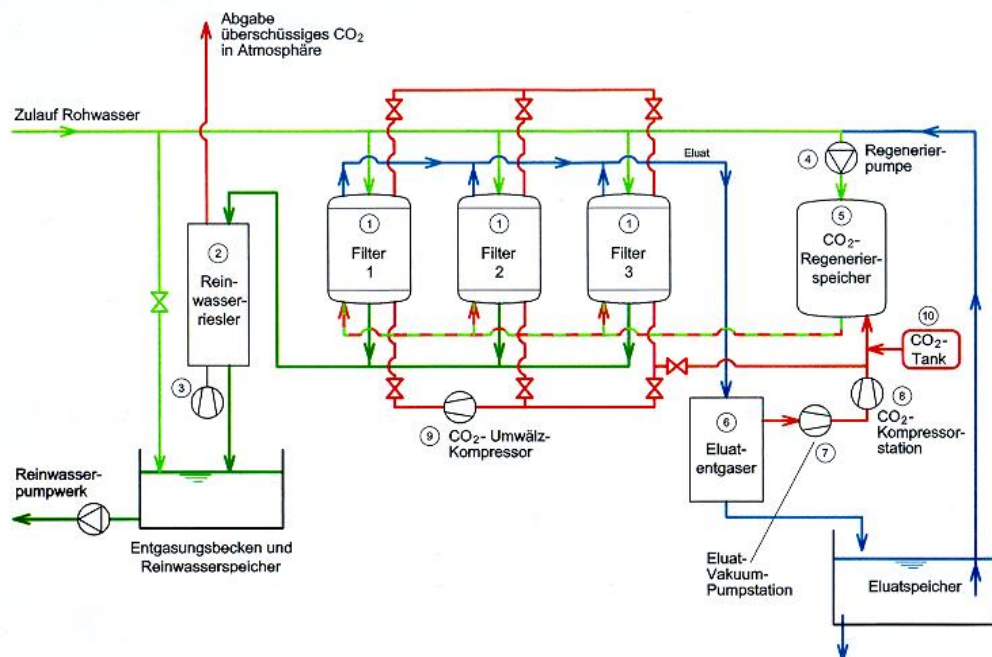 Abgabe
überschüssiges CO2
in Atmosphäre
Zulauf Rohwasser
Eluat
4
Regenerier-
pumpe
1
Filter
1
1
Filter
2
1
Filter
3
5
CO2-
Regenerier-
speicher
2
Rein-
wasser-
riesler
10
CO2-
Tank
3
6
Eluat-
entgaser
7
8
CO2-
Kompressor-
station
9
CO2- Umwälz-
Kompressor
Reinwasser-
pumpwerk
Entgasungsbecken und
Reinwasserspeicher
Eluat-
Vakuum-
Pumpstation
Eluatspeicher